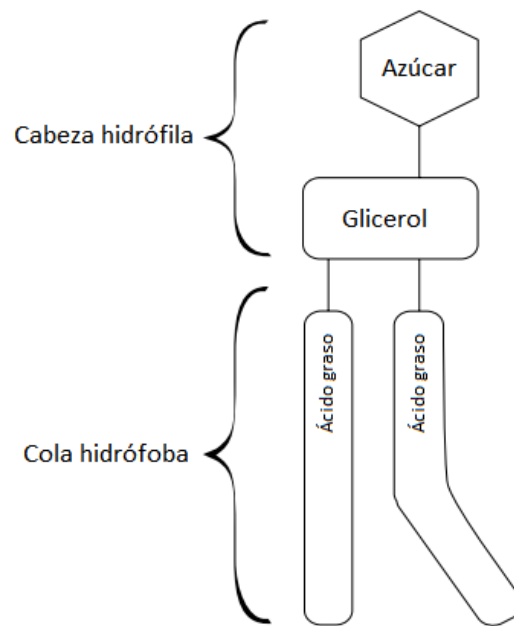 Azúcar
Cabeza hidrófila
Glicerol
Ácido graso
Ácido graso
Cola hidrófoba